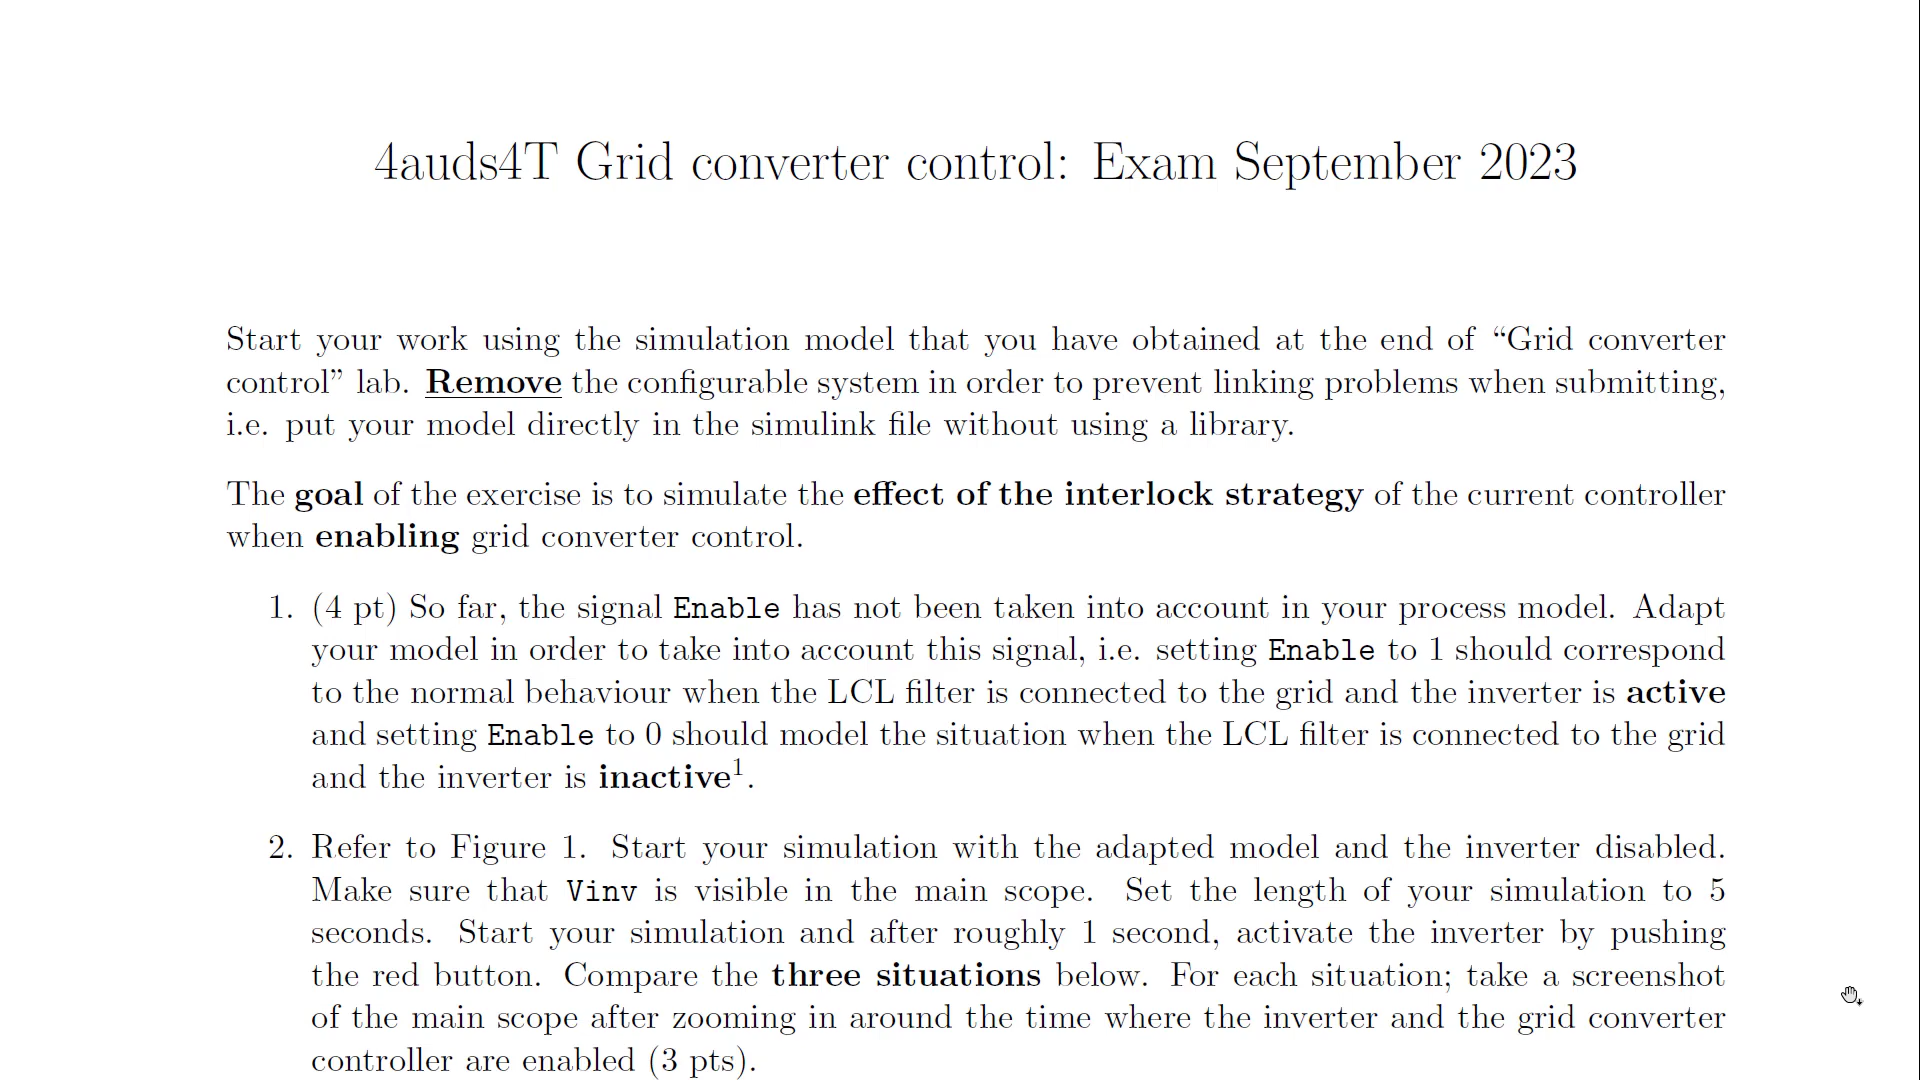 4auds4T Grid converter control: Exam September 2023
Start your work using the simulation model that you have obtained at the end of “Grid converter
control” lab. Remove the configurable system in order to prevent linking problems when submitting,
i.e. put your model directly in the simulink file without using a library.
The goal of the exercise is to simulate the effect of the interlock strategy of the current controller
when enabling grid converter control.
1. (4 pt) So far, the signal Enable has not been taken into account in your process model. Adapt
your model in order to take into account this signal, i.e. setting Enable to 1 should correspond
to the normal behaviour when the LCL filter is connected to the grid and the inverter is active
and setting Enable to 0 should model the situation when the LCL filter is connected to the grid
and the inverter is inactive¹.
2. Refer to Figure 1. Start your simulation with the adapted model and the inverter disabled.
Make sure that Vinv is visible in the main scope. Set the length of your simulation to 5
seconds. Start your simulation and after roughly 1 second, activate the inverter by pushing
the red button. Compare the three situations below. For each situation; take a screenshot
of the main scope after zooming in around the time where the inverter and the grid converter
controller are enabled (3 pts).